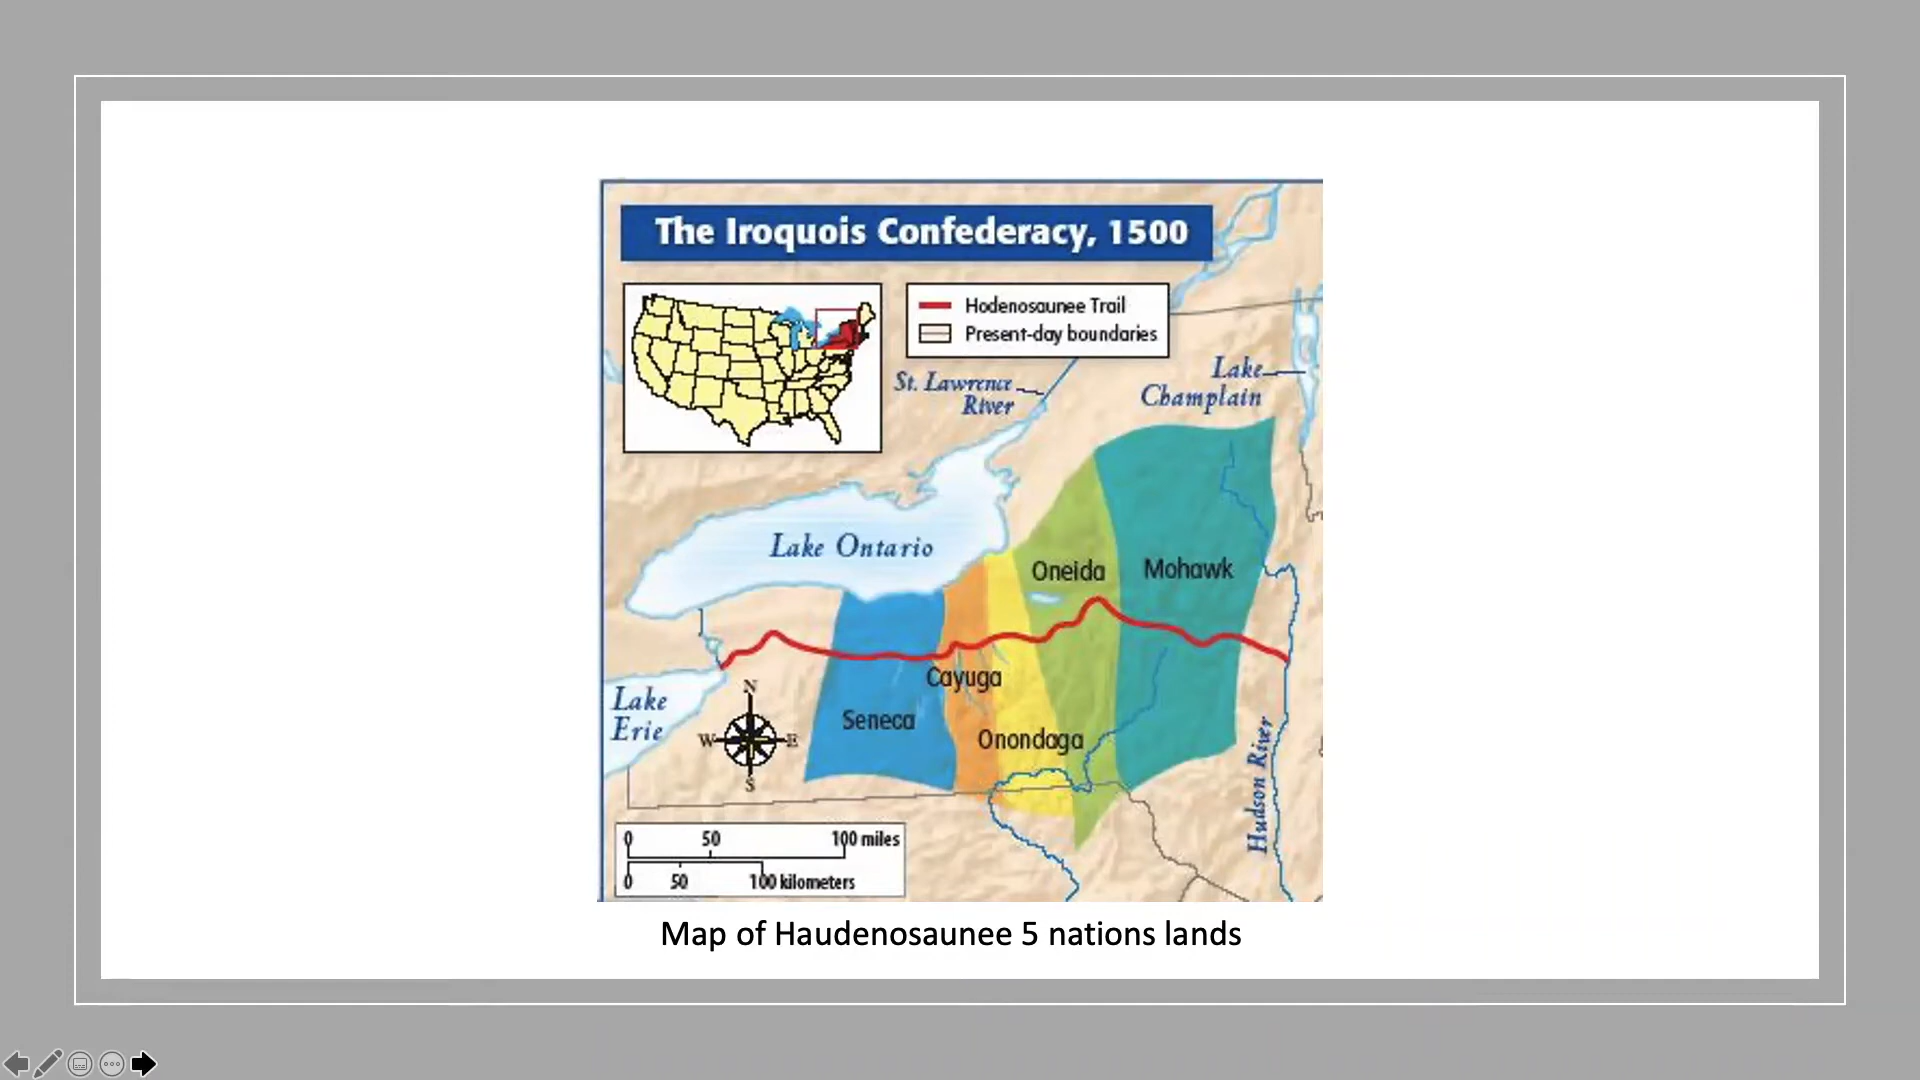 The Iroquois Confederacy, 1500
Hodenosaunee Trail
Present-day boundaries
St. Lawrence
River
Lake
Champlain
Lake Ontario
Oneida
Mohawk
Cayuga
Seneca
Onondaga
Lake
Erie
N
W
E
S
Hudson River
0 50 100 miles
0 50 100 kilometers
Map of Haudenosaunee 5 nations lands